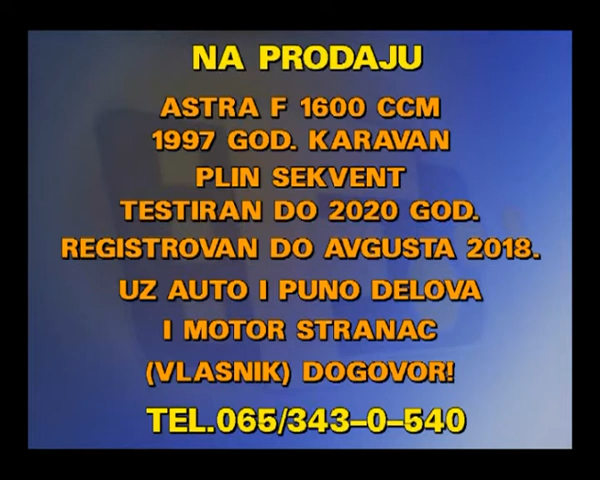 NA PRODAJU
ASTRA F 1600 CCM
1997 GOD. KARAVAN
PLIN SEKVENT
TESTIRAN DO 2020 GOD.
REGISTROVAN DO AVGUSTA 2018.
UZ AUTO I PUNO DELOVA
I MOTOR STRANAC
(VLASNIK) DOGOVOR!
TEL.065/343-0-540